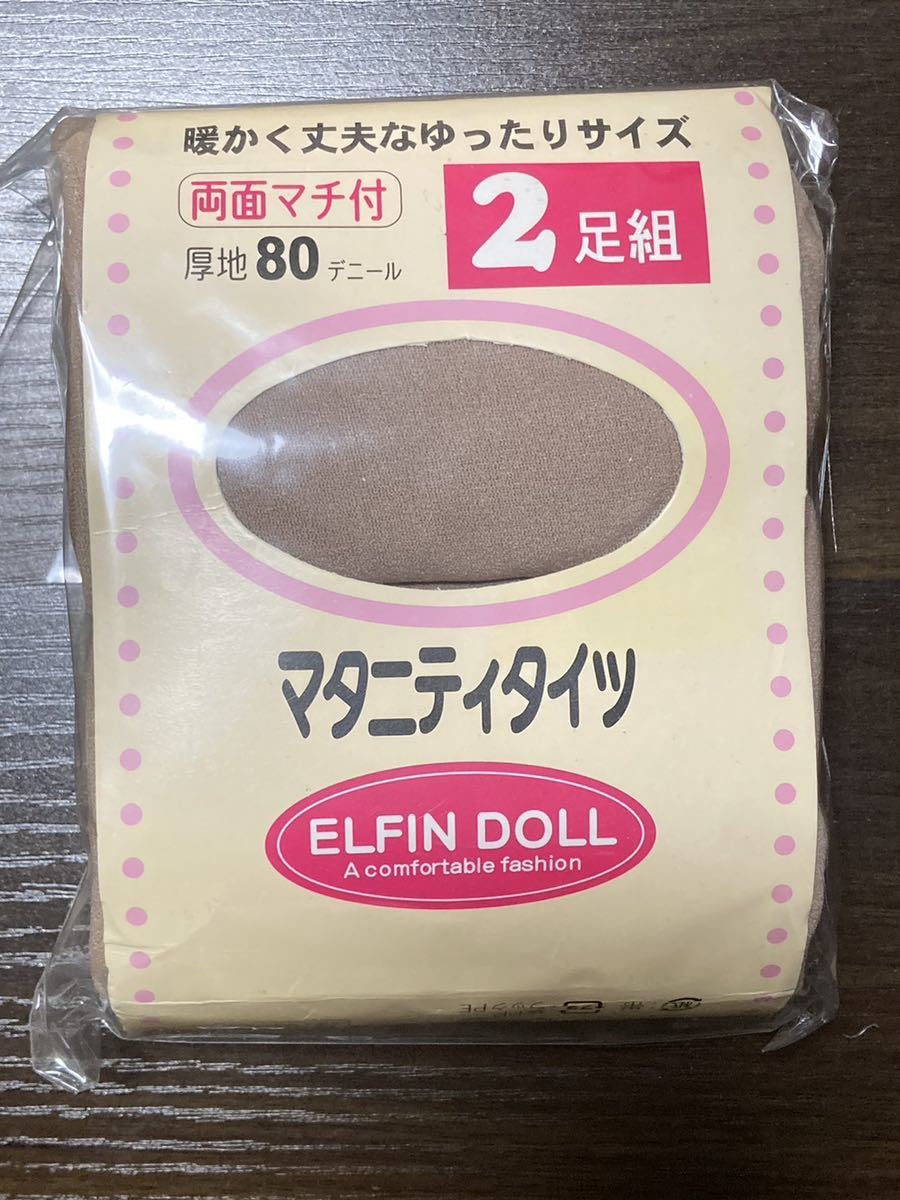 暖かく丈夫なゆったりサイズ
両面マチ付
厚地80デニール
2足組
マタニティタイツ
ELFIN DOLL
A comfortable fashion